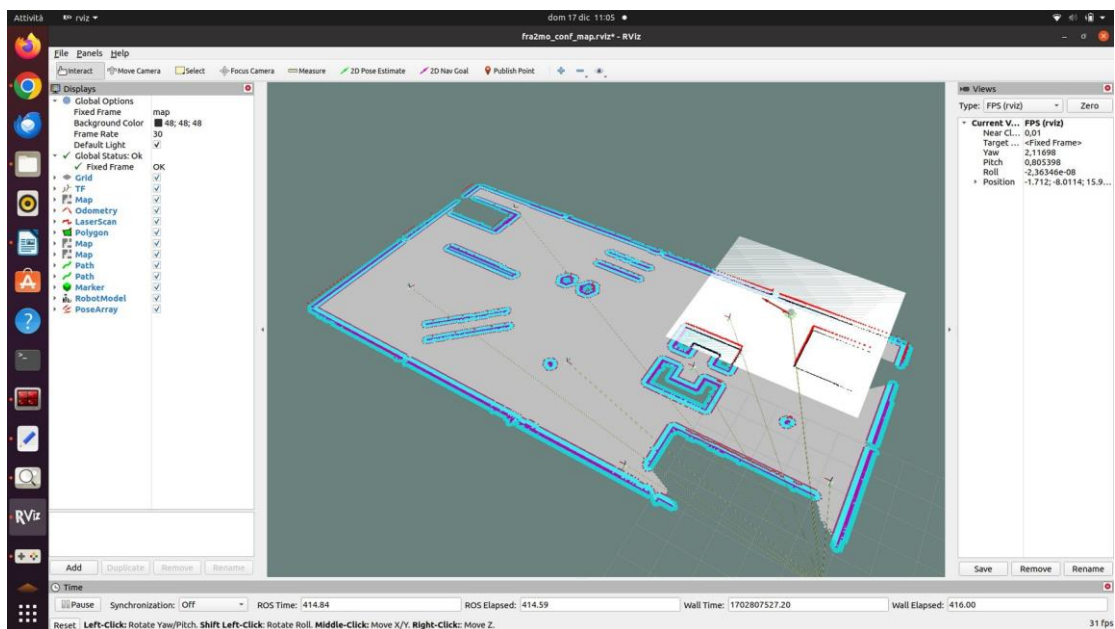 Attività
rviz
dom 17 dic 11:05
fra2mo_conf_map.rviz* - RViz
File Panels Help
Interact Move Camera Select Focus Camera Measure 2D Pose Estimate 2D Nav Goal Publish Point
Displays
Global Options
Fixed Frame map
Background Color 48; 48; 48
Frame Rate 30
Default Light ✓
Global Status: Ok
Fixed Frame OK
Grid
TF
Map
Odometry
LaserScan
Polygon
Map
Map
Path
Path
Marker
RobotModel
PoseArray
Add Duplicate Remove Rename
Views
Type: FPS (rviz) Zero
Current V... FPS (rviz)
Near Cl... 0,01
Target ... <Fixed Frame>
Yaw 2,11698
Pitch 0,805398
Roll -2,36346e-08
Position -1.712; -8.0114; 15.9...
Save Remove Rename
RViz
Time
Pause Synchronization: Off ROS Time: 414.84 ROS Elapsed: 414.59 Wall Time: 1702807527.20 Wall Elapsed: 416.00
Reset Left-Click: Rotate Yaw/Pitch. Shift Left-Click: Rotate Roll. Middle-Click: Move X/Y. Right-Click:: Move Z. 31 fps